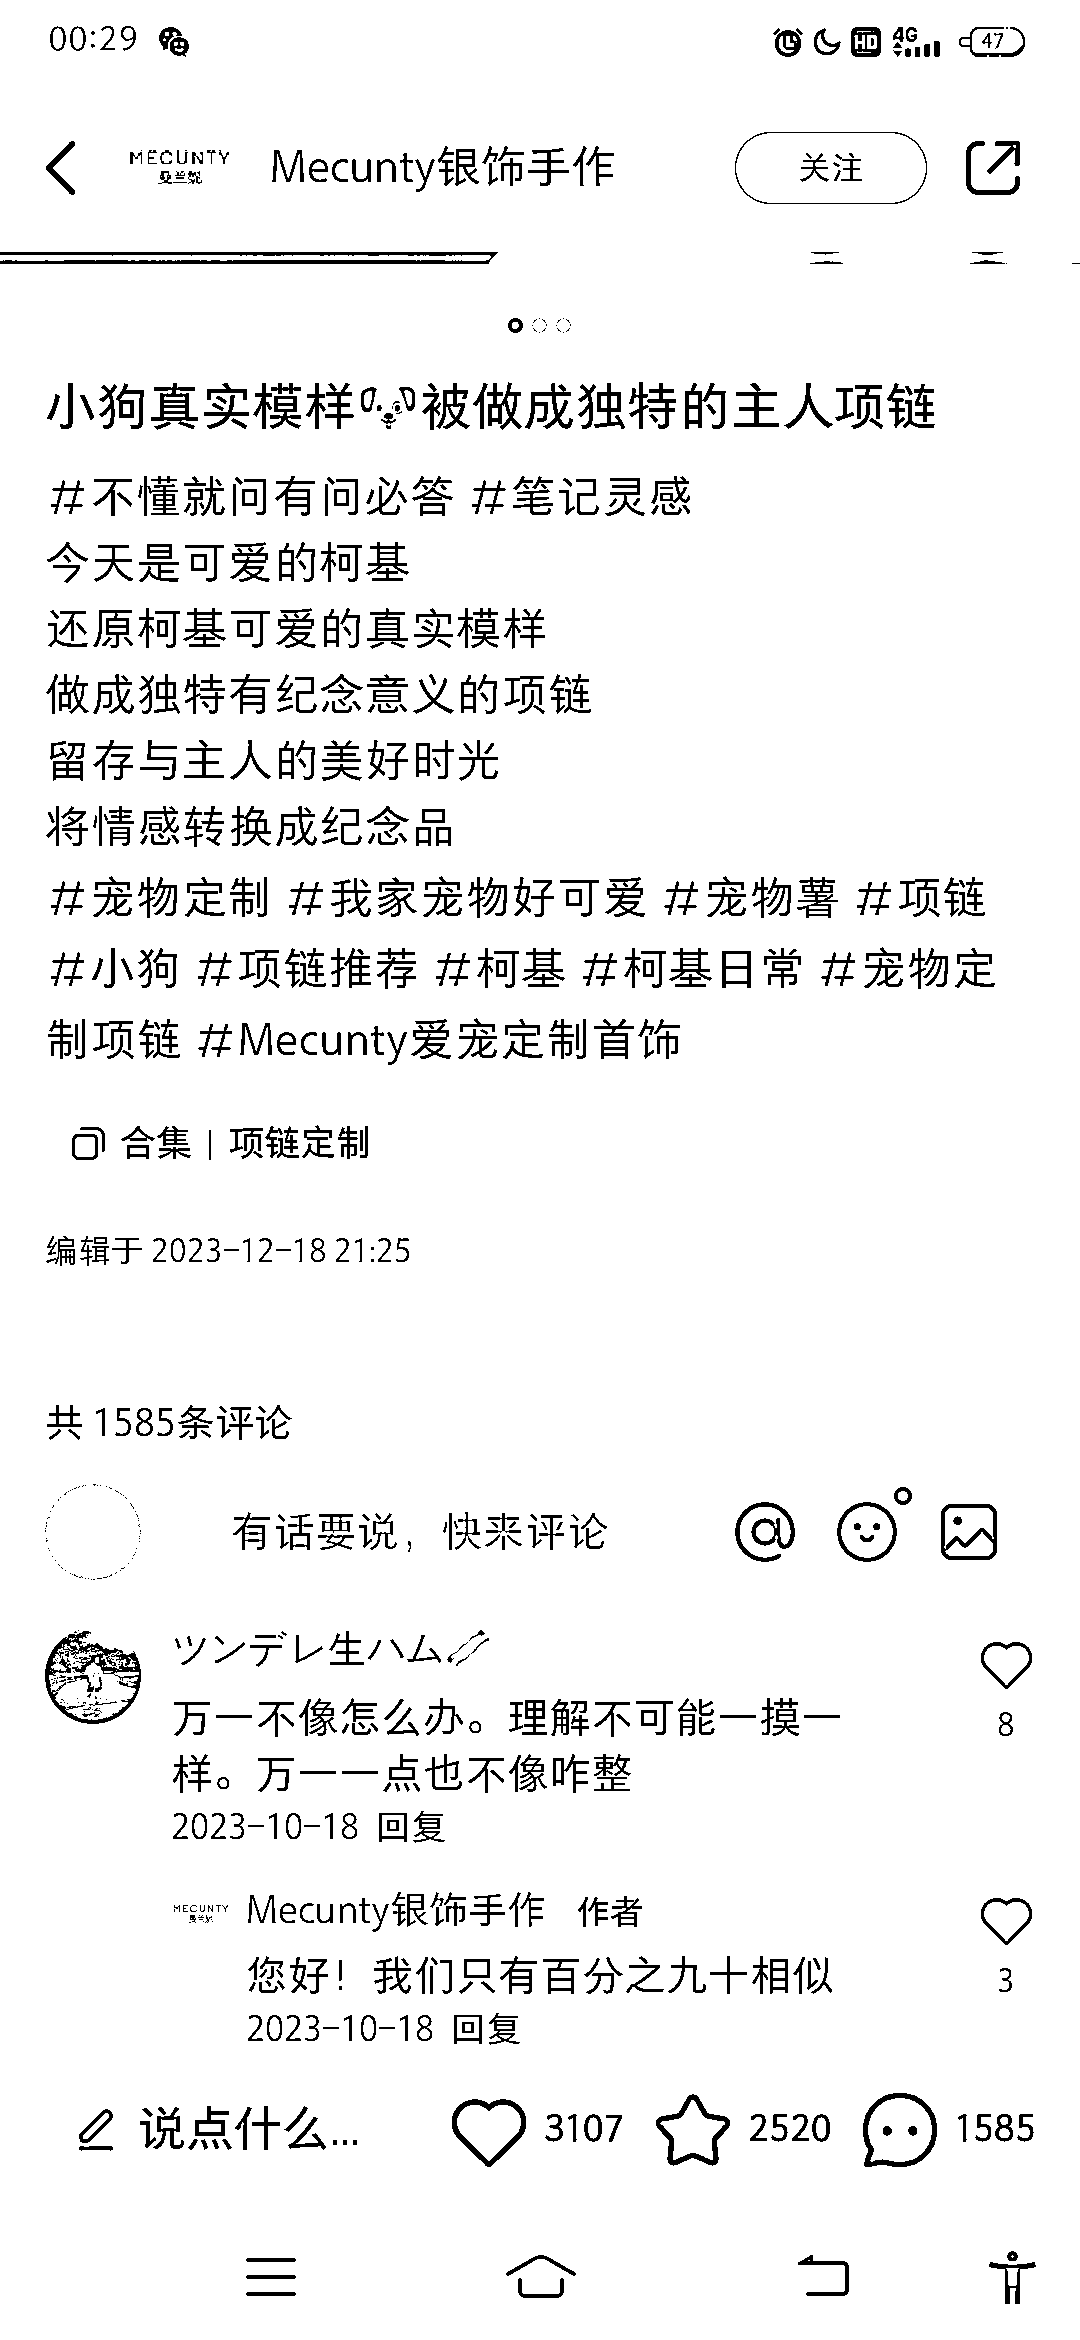 00:29
HD 4G 47
MECUNTY
曼兰妮
Mecunty银饰手作
关注
小狗真实模样🐶被做成独特的主人项链
#不懂就问有问必答 #笔记灵感
今天是可爱的柯基
还原柯基可爱的真实模样
做成独特有纪念意义的项链
留存与主人的美好时光
将情感转换成纪念品
#宠物定制 #我家宠物好可爱 #宠物薯 #项链
#小狗 #项链推荐 #柯基 #柯基日常 #宠物定
制项链 #Mecunty爱宠定制首饰
合集 | 项链定制
编辑于 2023-12-18 21:25
共 1585条评论
有话要说，快来评论
ツンデレ生ハム🥓
万一不像怎么办。理解不可能一摸一
样。万一一点也不像咋整
8
2023-10-18 回复
MECUNTY
曼兰妮
Mecunty银饰手作 作者
您好！我们只有百分之九十相似
3
2023-10-18 回复
说点什么... 3107 2520 1585